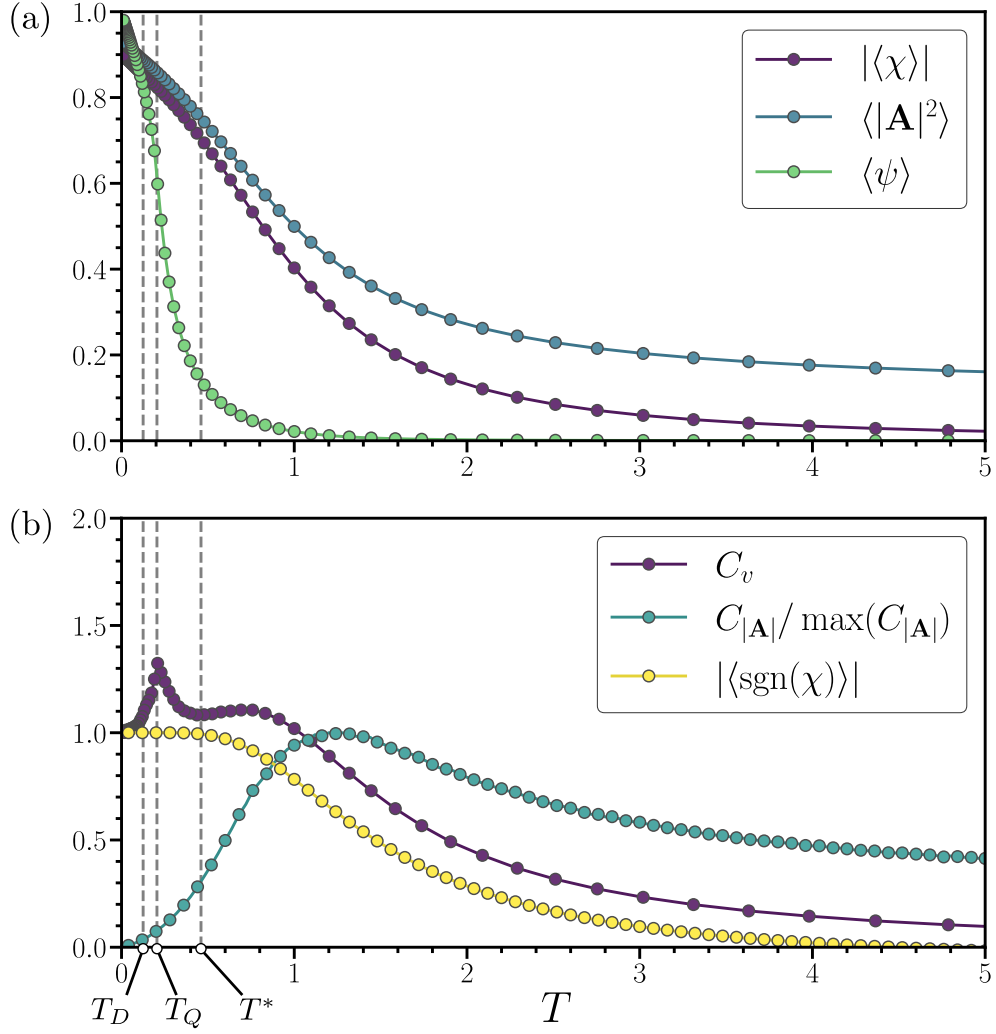 (a)
1.0
0.8
0.6
0.4
0.2
0.0
0 1 2 3 4 5
|⟨χ⟩|
⟨|A|²⟩
⟨ψ⟩
(b)
2.0
1.5
1.0
0.5
0.0
0 1 2 3 4 5
C_v
C_|A| / max(C_|A|)
|⟨sgn(χ)⟩|
T_D T_Q T* T